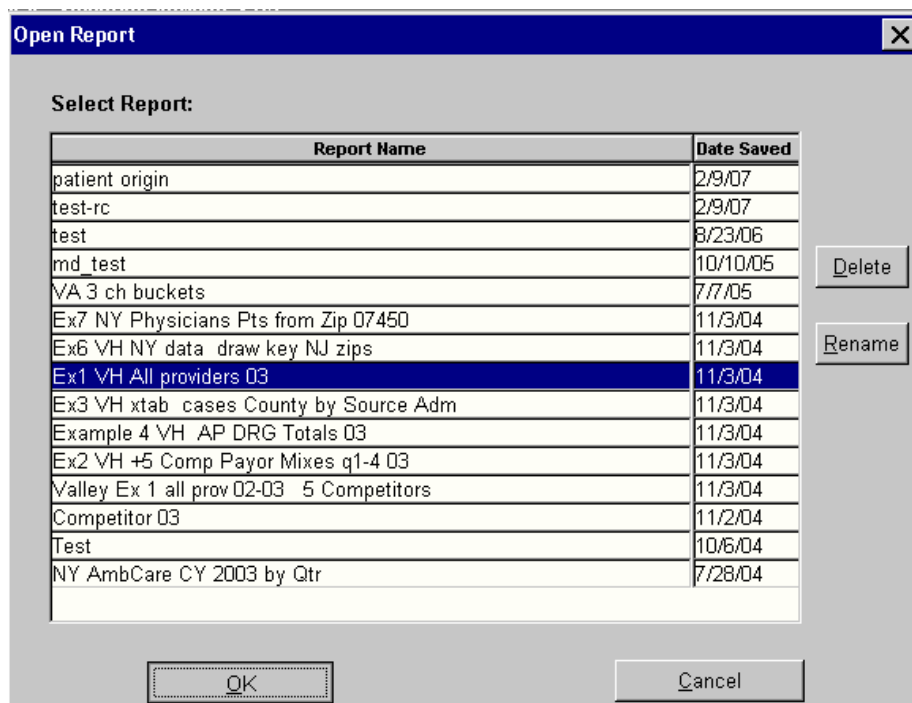 Open Report
Select Report:
Report Name Date Saved
patient origin 2/9/07
test-rc 2/9/07
test 8/23/06
md_test 10/10/05
VA 3 ch buckets 7/7/05
Ex7 NY Physicians Pts from Zip 07450 11/3/04
Ex6 VH NY data  draw key NJ zips 11/3/04
Ex1 VH All providers 03 11/3/04
Ex3 VH xtab  cases County by Source Adm 11/3/04
Example 4 VH  AP DRG Totals 03 11/3/04
Ex2 VH +5 Comp Payor Mixes q1-4 03 11/3/04
Valley Ex 1 all prov 02-03   5 Competitors 11/3/04
Competitor 03 11/2/04
Test 10/6/04
NY AmbCare CY 2003 by Qtr 7/28/04
Delete
Rename
OK Cancel